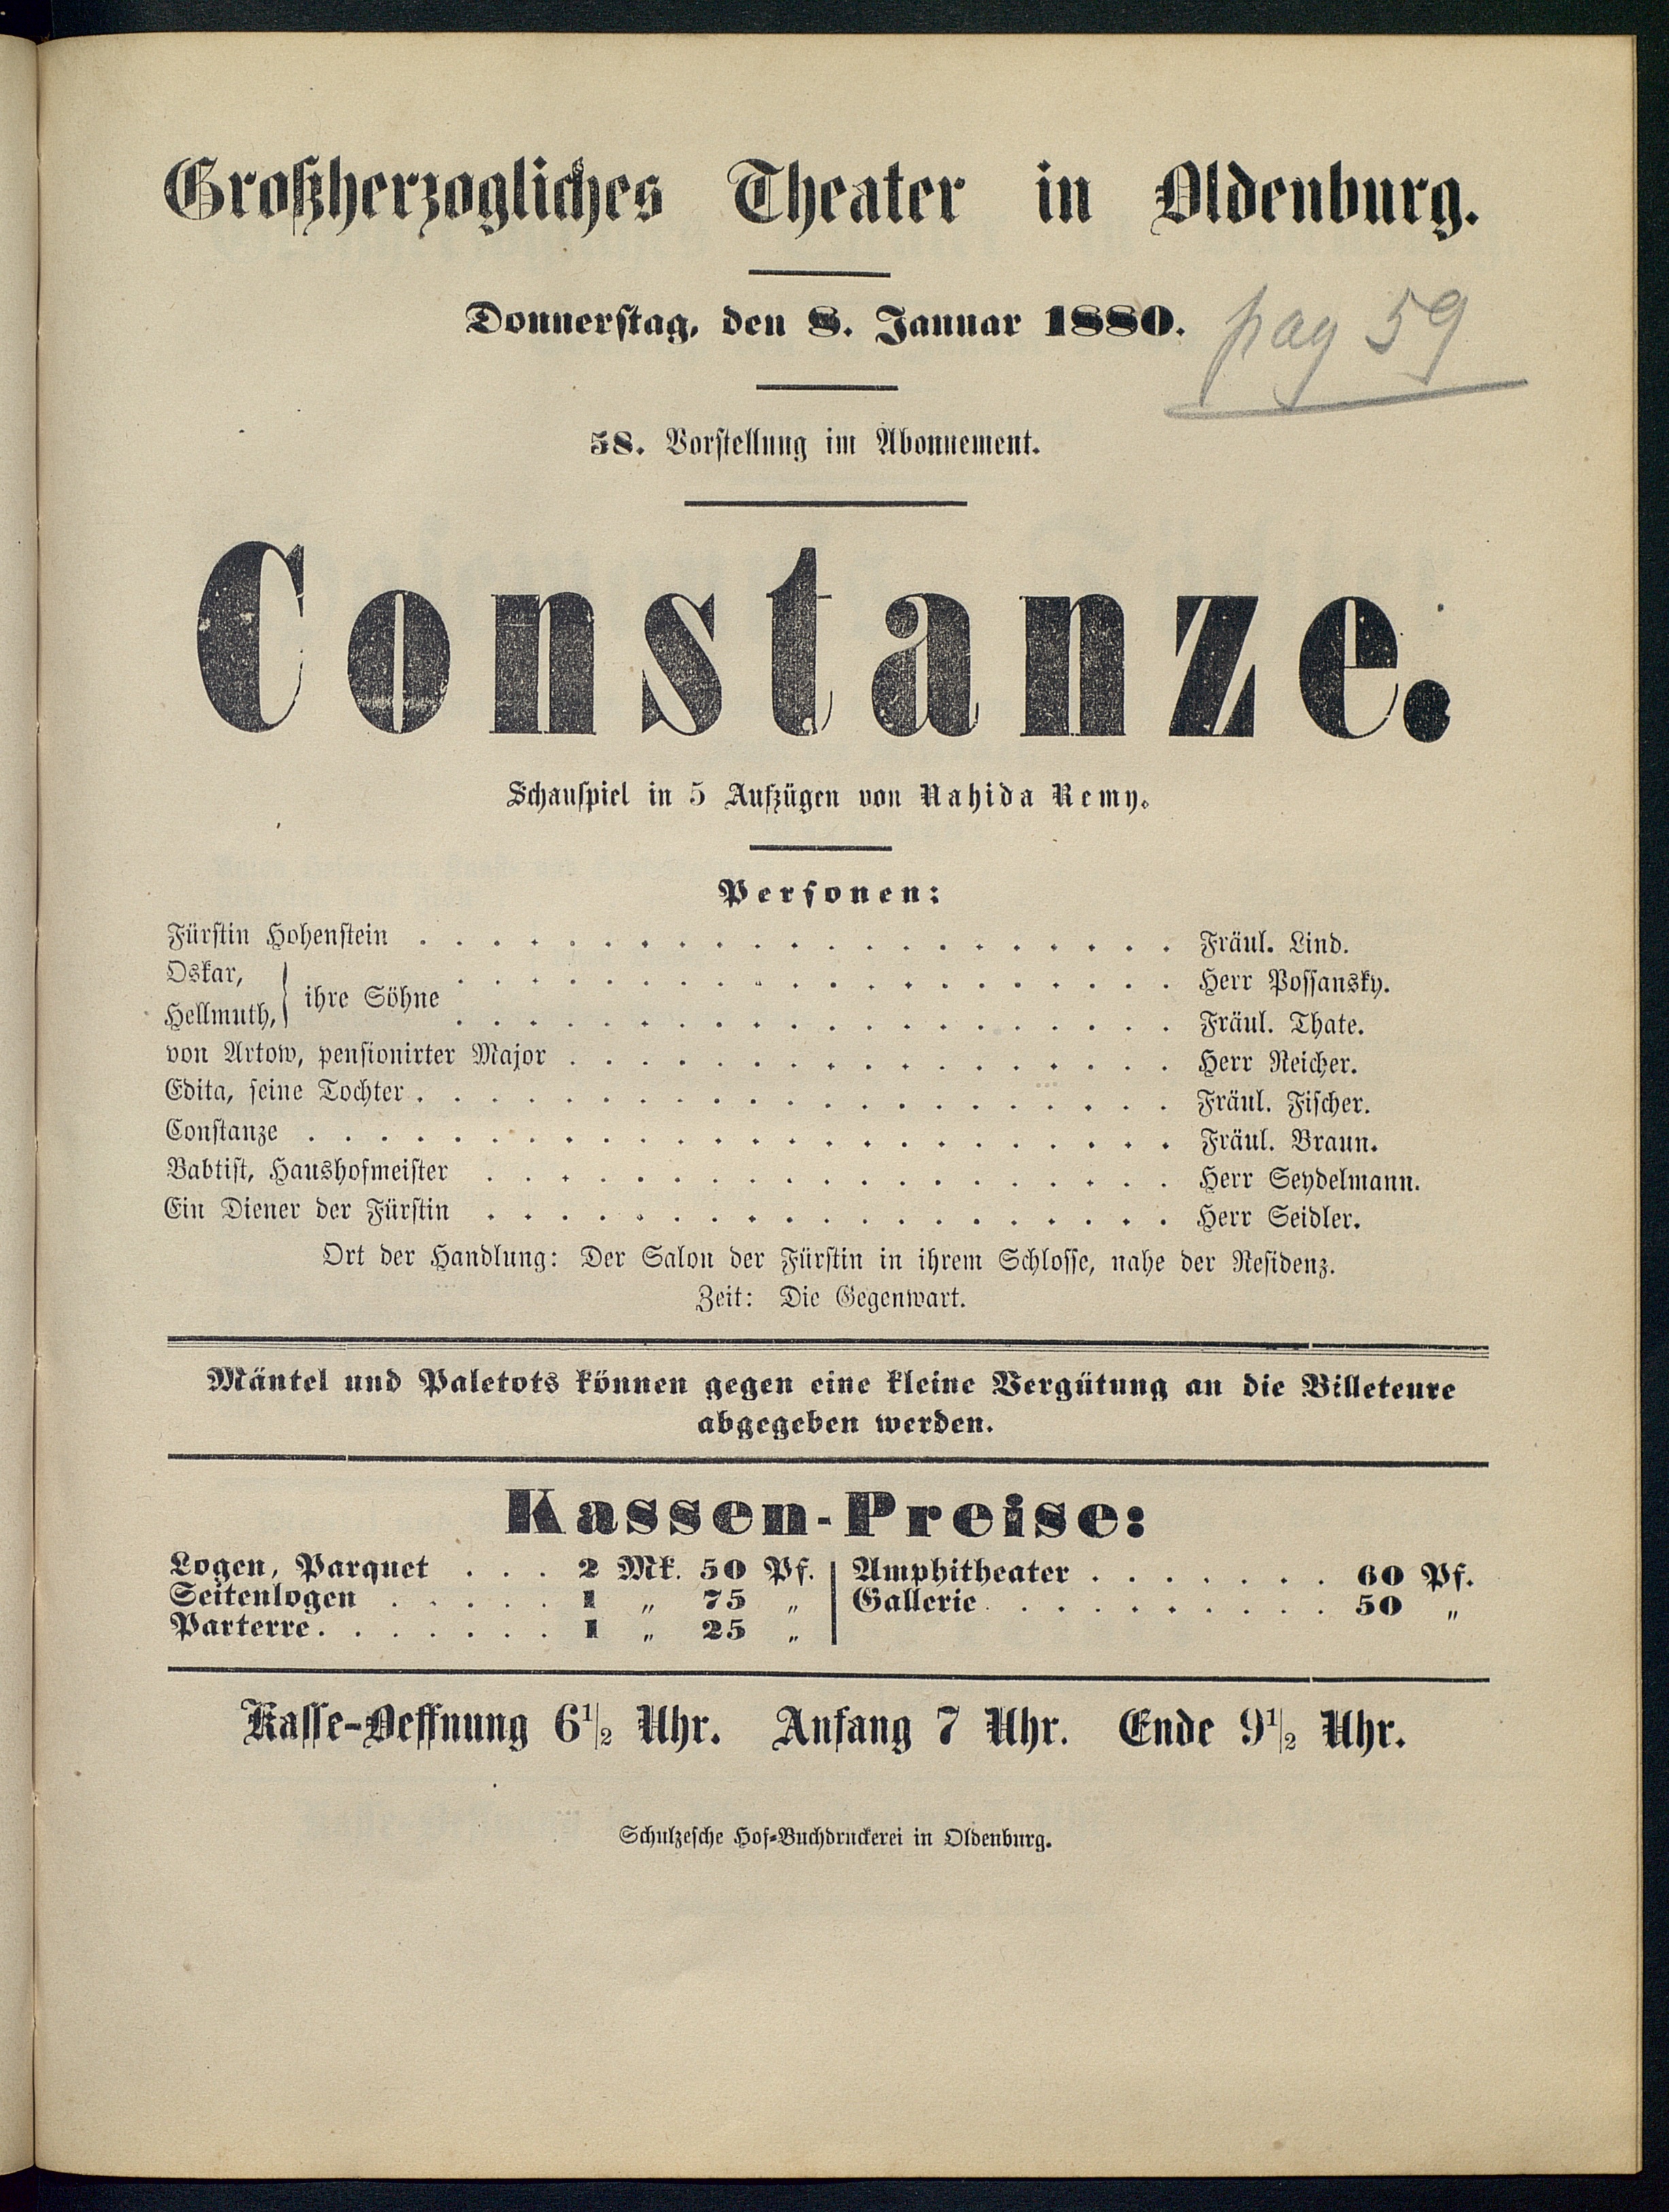 Großherzogliches Theater in Oldenburg.
Donnerstag, den 8. Januar 1880.
pag 59
58. Vorstellung im Abonnement.
Constanze.
Schauspiel in 5 Aufzügen von Nahida Remy.
Personen:
Fürstin Hohenstein . . . . . . . . . . . . . . . . . . . . . Fräul. Lind.
Oskar, . . . . . . . . . . . . . . . . . . . . Herr Possansky.
ihre Söhne
Hellmuth, . . . . . . . . . . . . . . . . . . . . Fräul. Thate.
von Artow, pensionirter Major . . . . . . . . . . . . . . . . . Herr Reicher.
Edita, seine Tochter . . . . . . . . . . . . . . . . . . . . . Fräul. Fischer.
Constanze . . . . . . . . . . . . . . . . . . . . . . . . Fräul. Braun.
Babtist, Haushofmeister . . . . . . . . . . . . . . . . . . . Herr Seydelmann.
Ein Diener der Fürstin . . . . . . . . . . . . . . . . . . . Herr Seidler.
Ort der Handlung: Der Salon der Fürstin in ihrem Schlosse, nahe der Residenz.
Zeit: Die Gegenwart.
Mäntel und Paletots können gegen eine kleine Vergütung an die Billeteure
abgegeben werden.
Kassen-Preise:
Logen, Parquet . . . 2 Mk. 50 Pf. | Amphitheater . . . . . . . 60 Pf.
Seitenlogen . . . . . 1 „ 75 „ | Gallerie . . . . . . . . . . 50 „
Parterre . . . . . . . 1 „ 25 „
Kasse-Oeffnung 6½ Uhr. Anfang 7 Uhr. Ende 9½ Uhr.
Schulzesche Hof-Buchdruckerei in Oldenburg.